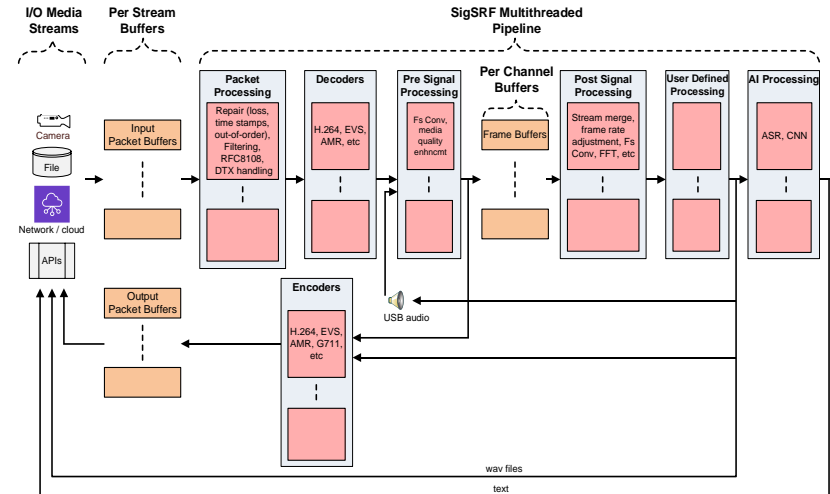 I/O Media
Streams
Per Stream
Buffers
SigSRF Multithreaded
Pipeline
Packet
Processing
Repair (loss,
time stamps,
out-of-order),
Filtering,
RFC8108,
DTX handling
Decoders
H.264, EVS,
AMR, etc
Pre Signal
Processing
Fs Conv,
media
quality
enhncmt
Per Channel
Buffers
Frame Buffers
Post Signal
Processing
Stream merge,
frame rate
adjustment, Fs
Conv, FFT, etc
User Defined
Processing
AI Processing
ASR, CNN
Camera
File
Network / cloud
APIs
Input
Packet Buffers
Output
Packet Buffers
Encoders
H.264, EVS,
AMR, G711,
etc
USB audio
wav files
text